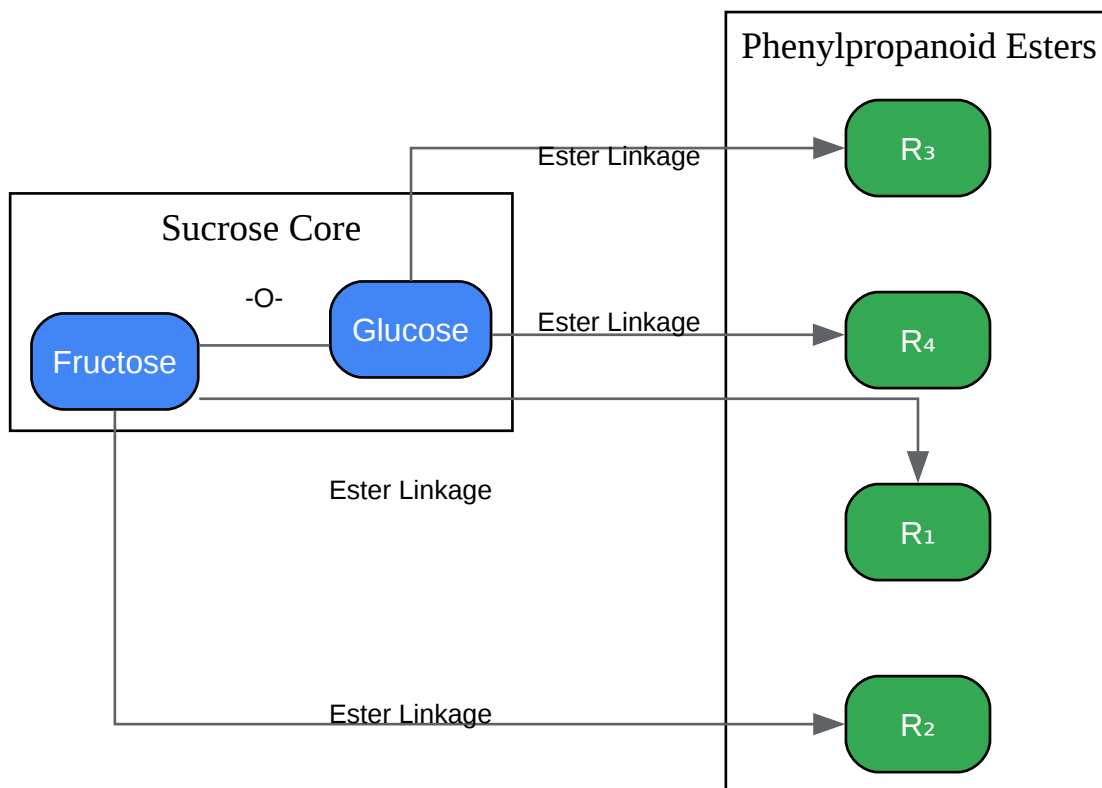 Phenylpropanoid Esters
R₃
Ester Linkage
Sucrose Core
-O-
Glucose
Ester Linkage
R₄
Fructose
Ester Linkage
R₁
Ester Linkage
R₂